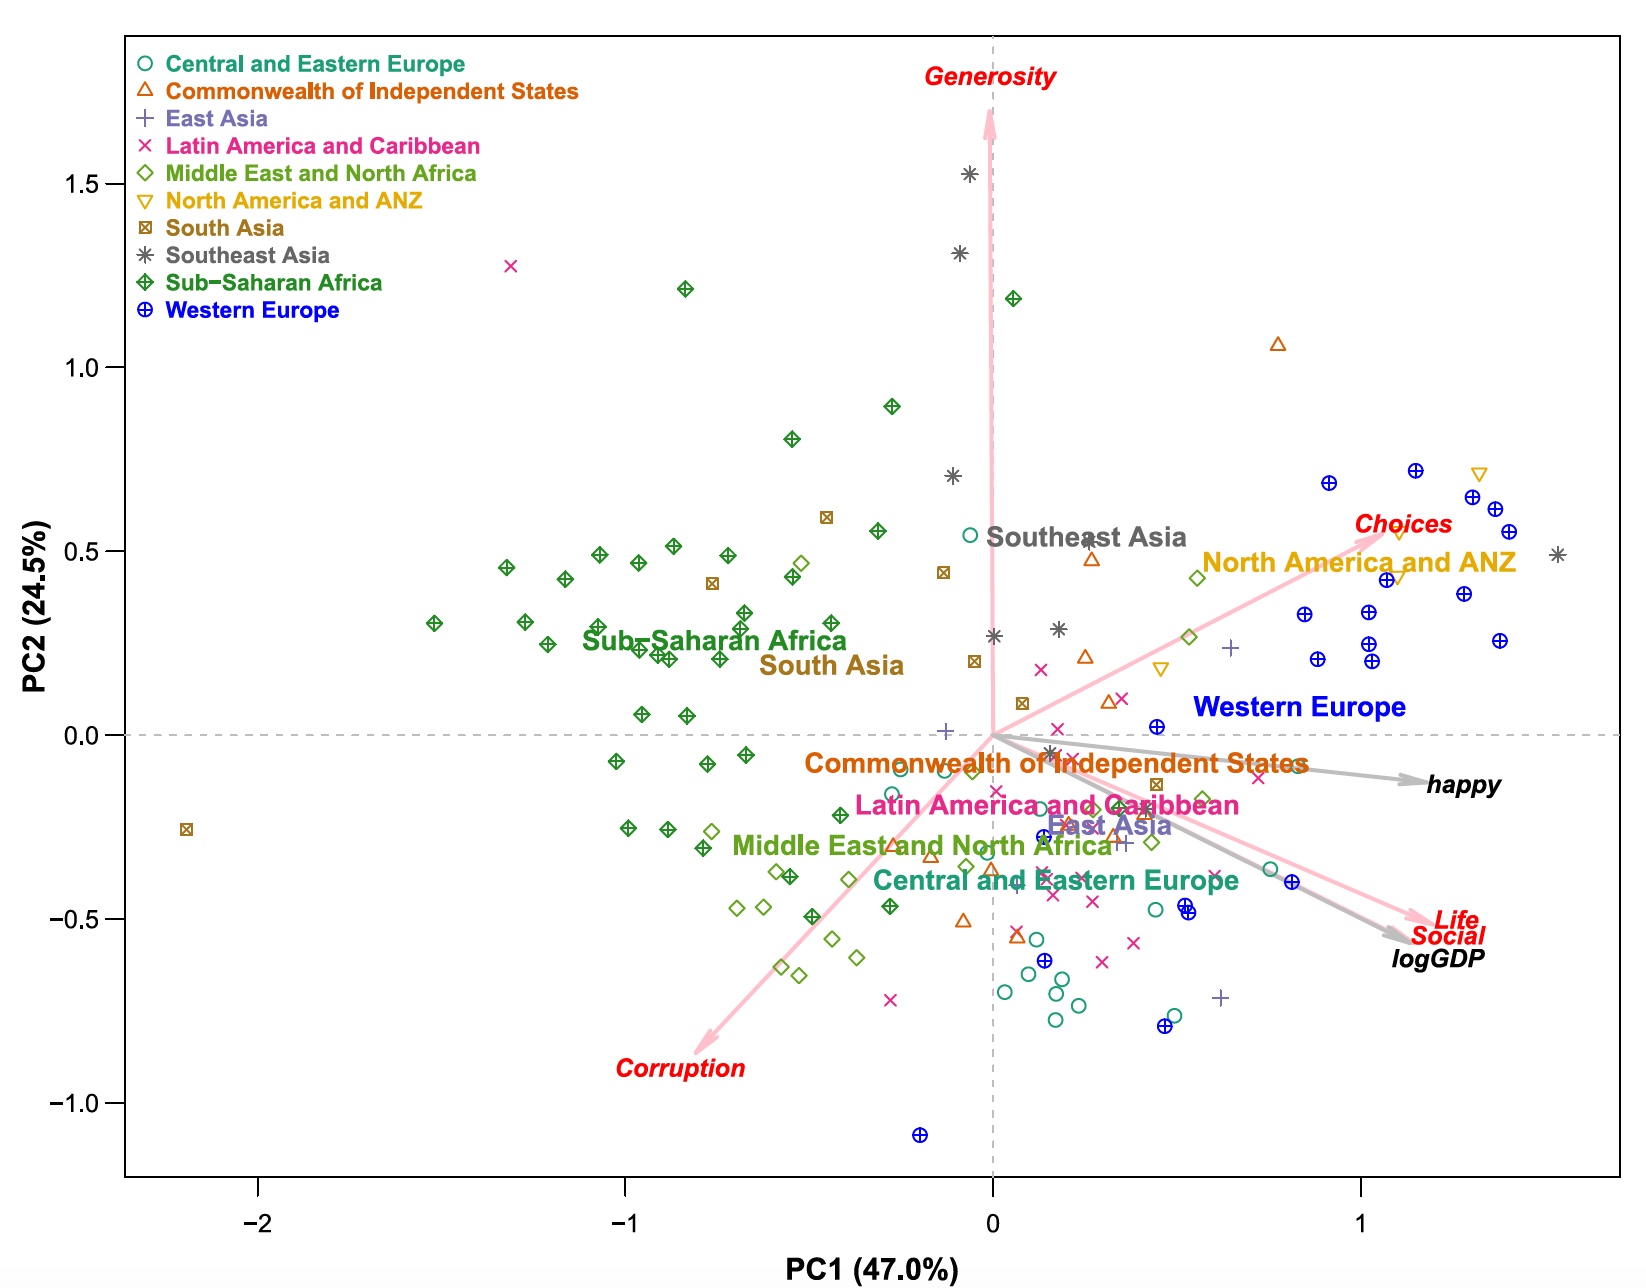 Central and Eastern Europe
Commonwealth of Independent States
East Asia
Latin America and Caribbean
Middle East and North Africa
North America and ANZ
South Asia
Southeast Asia
Sub−Saharan Africa
Western Europe
Generosity
Choices
Southeast Asia
North America and ANZ
Sub−Saharan Africa
South Asia
Western Europe
Commonwealth of Independent States
happy
Latin America and Caribbean
East Asia
Middle East and North Africa
Central and Eastern Europe
Life
Social
logGDP
Corruption
1.5
1.0
0.5
0.0
−0.5
−1.0
PC2 (24.5%)
−2 −1 0 1
PC1 (47.0%)